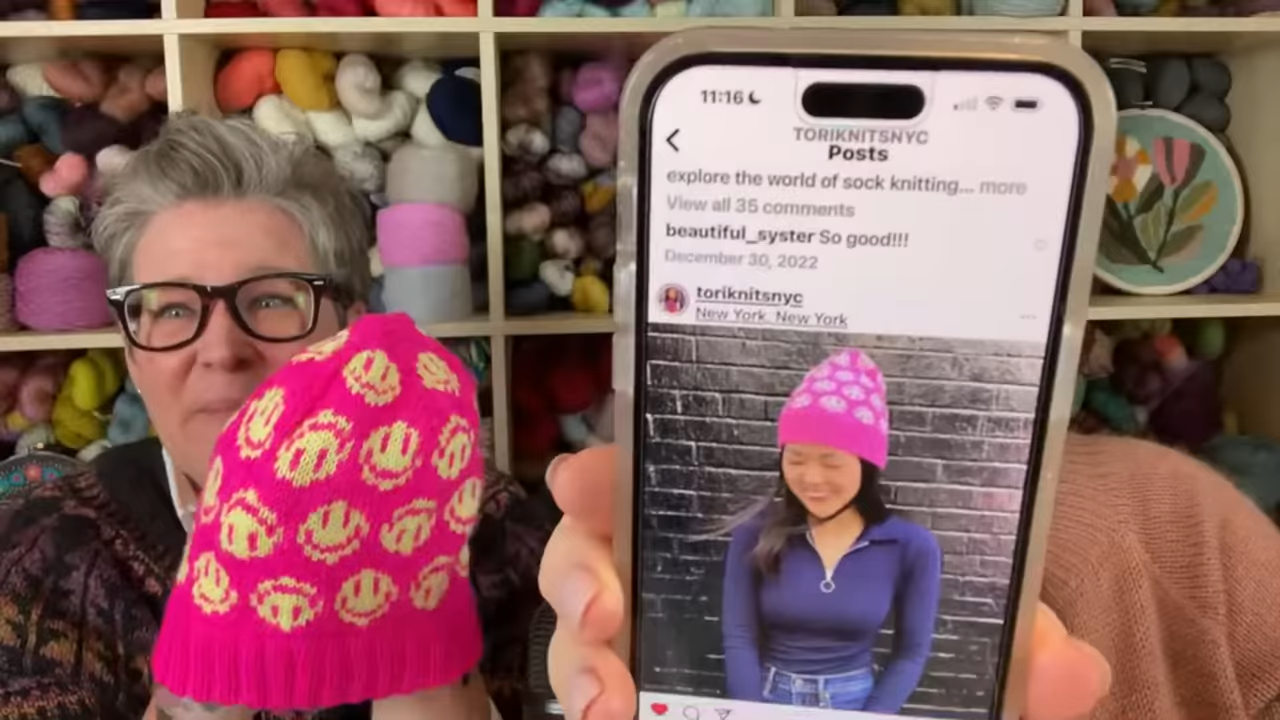 11:16
TORIKNITSNYC
Posts
explore the world of sock knitting... more
View all 35 comments
beautiful_syster So good!!!
December 30, 2022
toriknitsnyc
New York, New York